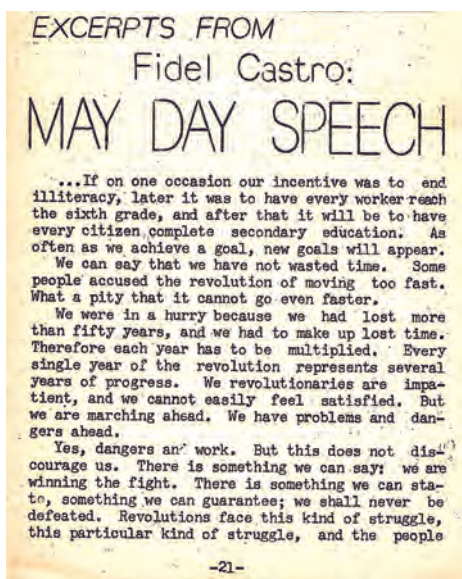 EXCERPTS FROM
Fidel Castro:
MAY DAY SPEECH
...If on one occasion our incentive was to end
illiteracy, later it was to have every worker reach
the sixth grade, and after that it will be to have
every citizen complete secondary education. As
often as we achieve a goal, new goals will appear.
We can say that we have not wasted time. Some
people accused the revolution of moving too fast.
What a pity that it cannot go even faster.
We were in a hurry because we had lost more
than fifty years, and we had to make up lost time.
Therefore each year has to be multiplied. Every
single year of the revolution represents several
years of progress. We revolutionaries are impa-
tient, and we cannot easily feel satisfied. But
we are marching ahead. We have problems and dan-
gers ahead.
Yes, dangers and work. But this does not dis-
courage us. There is something we can say: we are
winning the fight. There is something we can sta-
te, something we can guarantee; we shall never be
defeated. Revolutions face this kind of struggle,
this particular kind of struggle, and the people
-21-